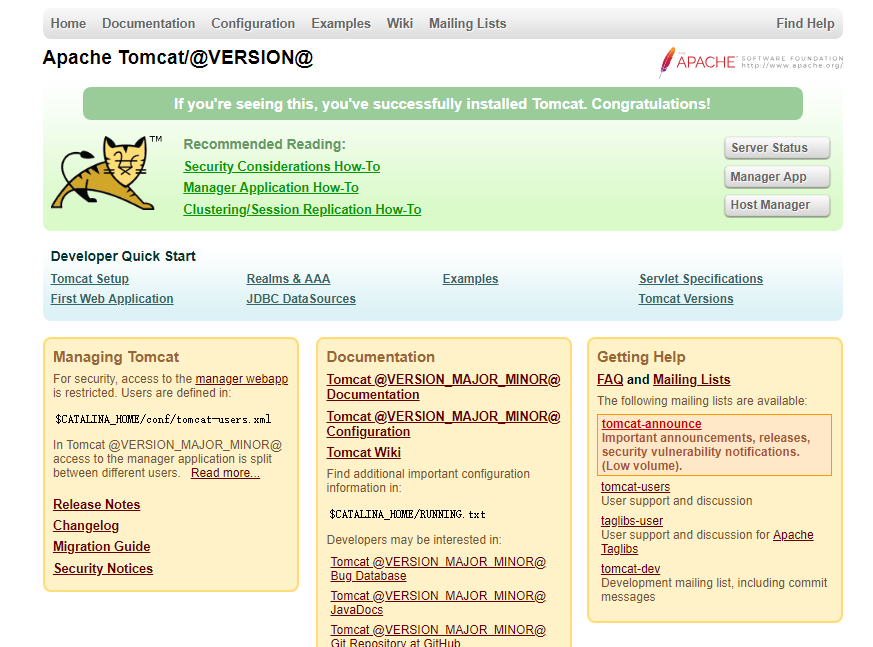 Home Documentation Configuration Examples Wiki Mailing Lists Find Help
Apache Tomcat/@VERSION@
THE
APACHE
SOFTWARE FOUNDATION
http://www.apache.org/
If you're seeing this, you've successfully installed Tomcat. Congratulations!
TM
Recommended Reading:
Security Considerations How-To
Manager Application How-To
Clustering/Session Replication How-To
Server Status
Manager App
Host Manager
Developer Quick Start
Tomcat Setup
First Web Application
Realms & AAA
JDBC DataSources
Examples
Servlet Specifications
Tomcat Versions
Managing Tomcat
For security, access to the manager webapp
is restricted. Users are defined in:
$CATALINA_HOME/conf/tomcat-users.xml
In Tomcat @VERSION_MAJOR_MINOR@
access to the manager application is split
between different users. Read more...
Release Notes
Changelog
Migration Guide
Security Notices
Documentation
Tomcat @VERSION_MAJOR_MINOR@
Documentation
Tomcat @VERSION_MAJOR_MINOR@
Configuration
Tomcat Wiki
Find additional important configuration
information in:
$CATALINA_HOME/RUNNING.txt
Developers may be interested in:
Tomcat @VERSION_MAJOR_MINOR@
Bug Database
Tomcat @VERSION_MAJOR_MINOR@
JavaDocs
Tomcat @VERSION_MAJOR_MINOR@
Git Repository at GitHub
Getting Help
FAQ and Mailing Lists
The following mailing lists are available:
tomcat-announce
Important announcements, releases,
security vulnerability notifications.
(Low volume).
tomcat-users
User support and discussion
taglibs-user
User support and discussion for Apache
Taglibs
tomcat-dev
Development mailing list, including commit
messages